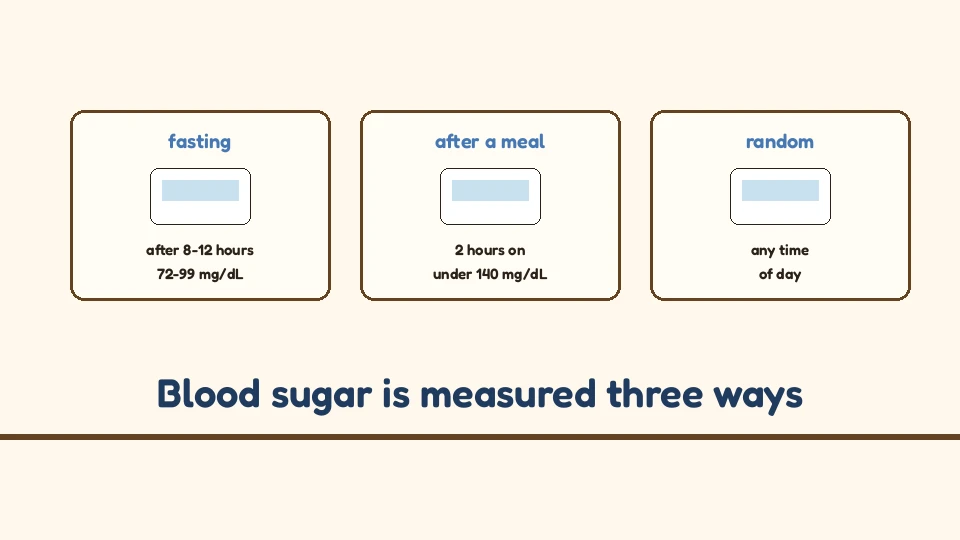 fasting
after 8-12 hours
72-99 mg/dL
after a meal
2 hours on
under 140 mg/dL
random
any time
of day
Blood sugar is measured three ways